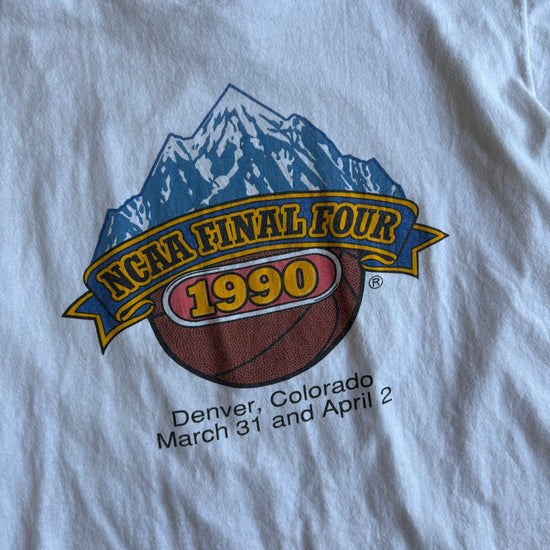 NCAA FINAL FOUR
1990
®
Denver, Colorado
March 31 and April 2